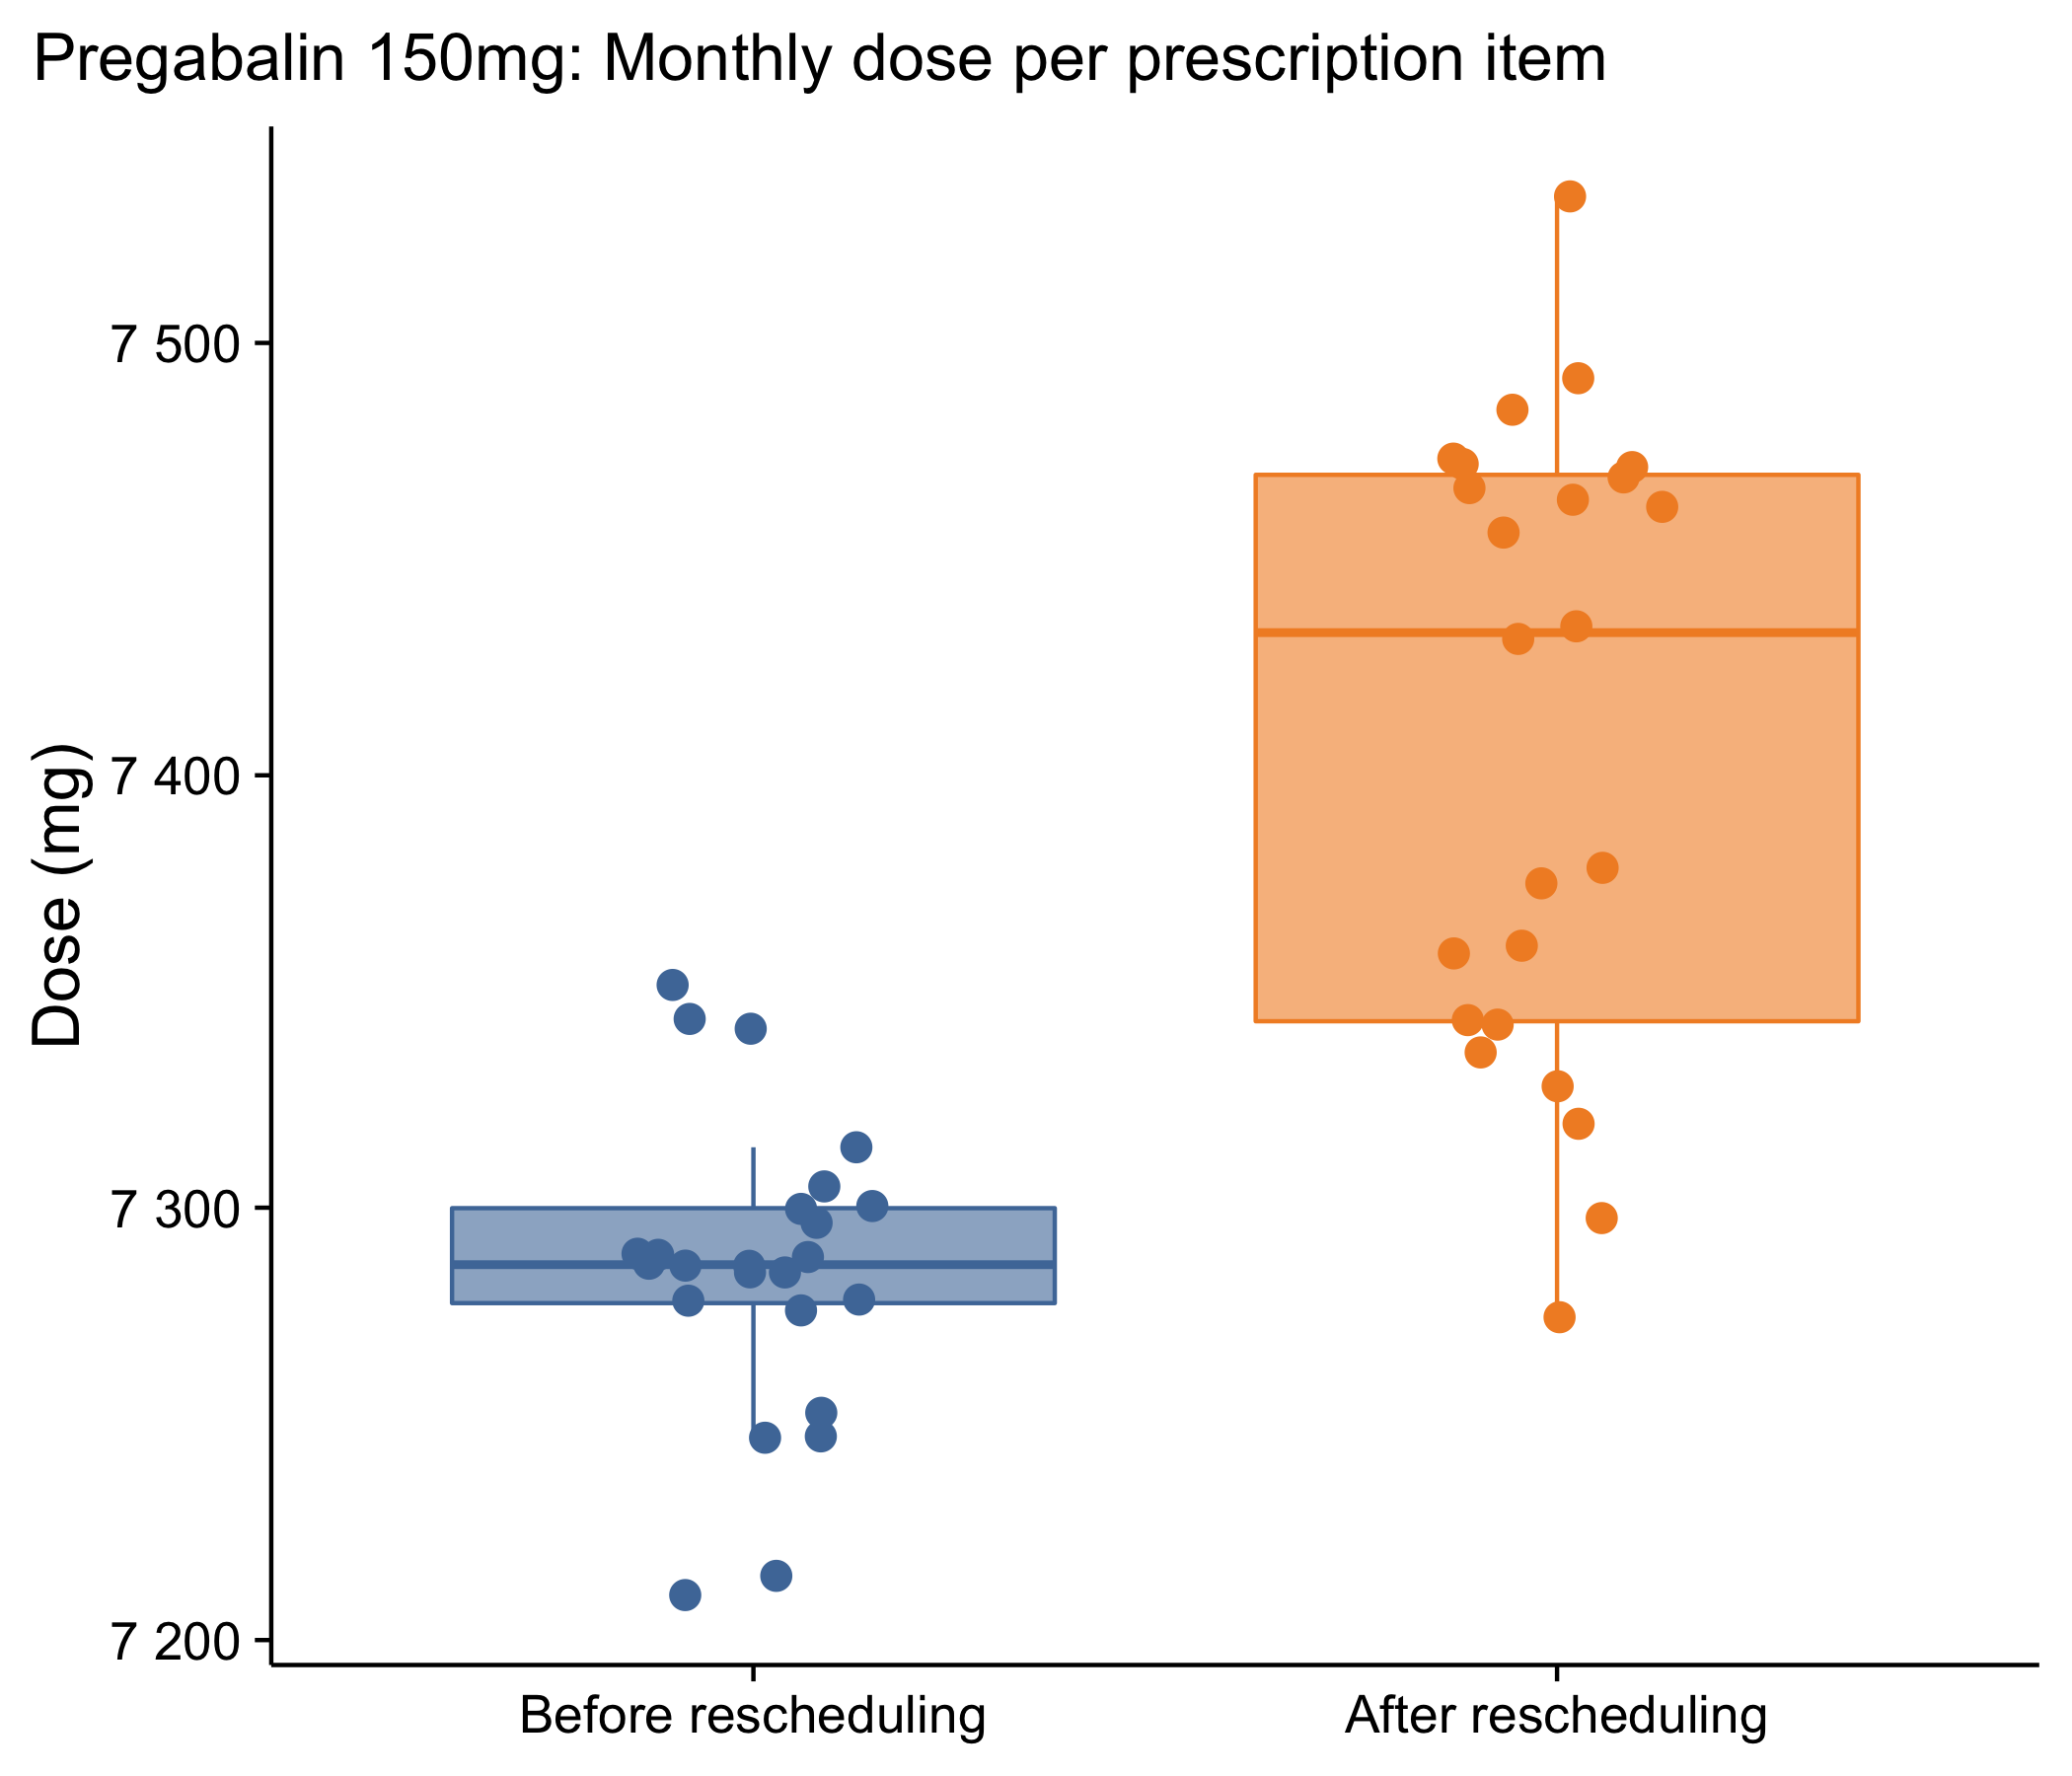 Pregabalin 150mg: Monthly dose per prescription item
Dose (mg)
7 500
7 400
7 300
7 200
Before rescheduling
After rescheduling